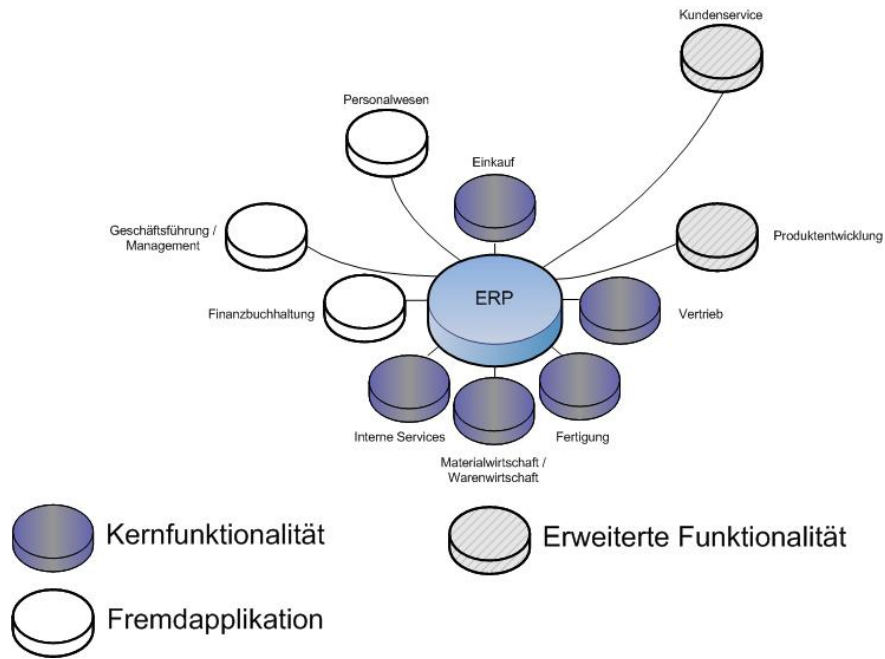 Kundenservice
Personalwesen
Einkauf
Geschäftsführung /
Management
Produktentwicklung
ERP
Finanzbuchhaltung
Vertrieb
Interne Services
Fertigung
Materialwirtschaft /
Warenwirtschaft
Kernfunktionalität
Erweiterte Funktionalität
Fremdapplikation